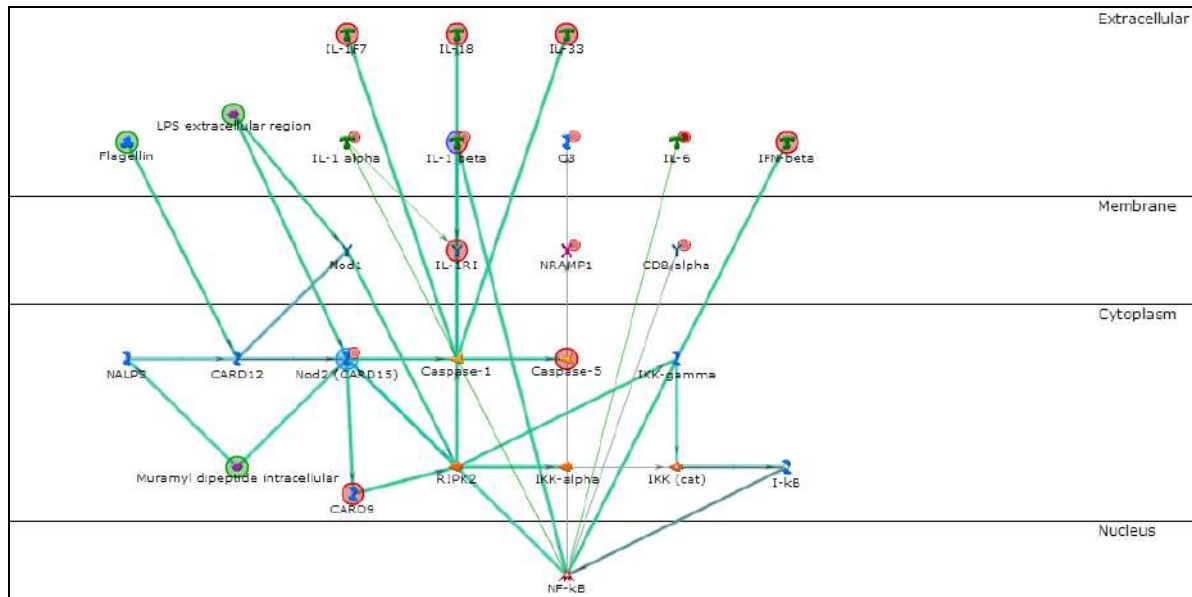 Extracellular
IL-1F7
IL-18
IL-33
LPS extracellular region
Flagellin
IL-1 alpha
IL-1 beta
C3
IL-6
IFN-beta
Membrane
Nod1
IL-1RI
NRAMP1
CD8 alpha
Cytoplasm
NALP3
CARD12
Nod2 (CARD15)
Caspase-1
Caspase-5
IKK-gamma
Muramyl dipeptide intracellular
RIPK2
IKK-alpha
IKK (cat)
I-kB
CARD9
Nucleus
NF-kB